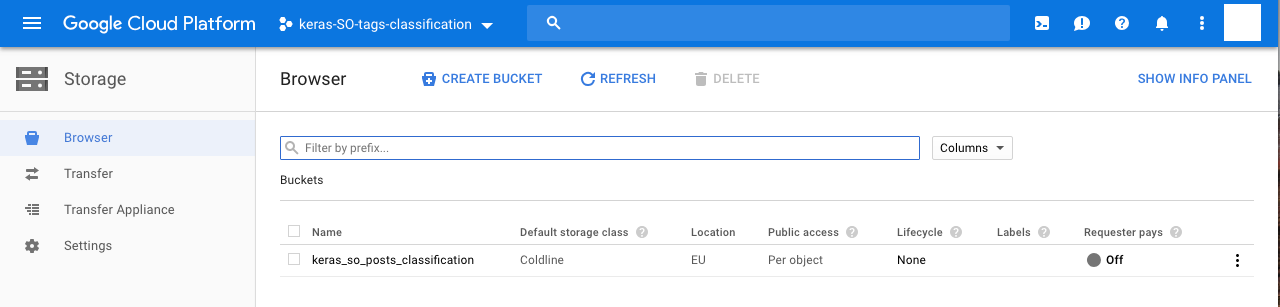 Google Cloud Platform keras-SO-tags-classification
Storage Browser CREATE BUCKET REFRESH DELETE SHOW INFO PANEL
Browser
Transfer
Transfer Appliance
Settings
Filter by prefix... Columns
Buckets
Name Default storage class ? Location Public access ? Lifecycle ? Labels ? Requester pays ?
keras_so_posts_classification Coldline EU Per object None Off